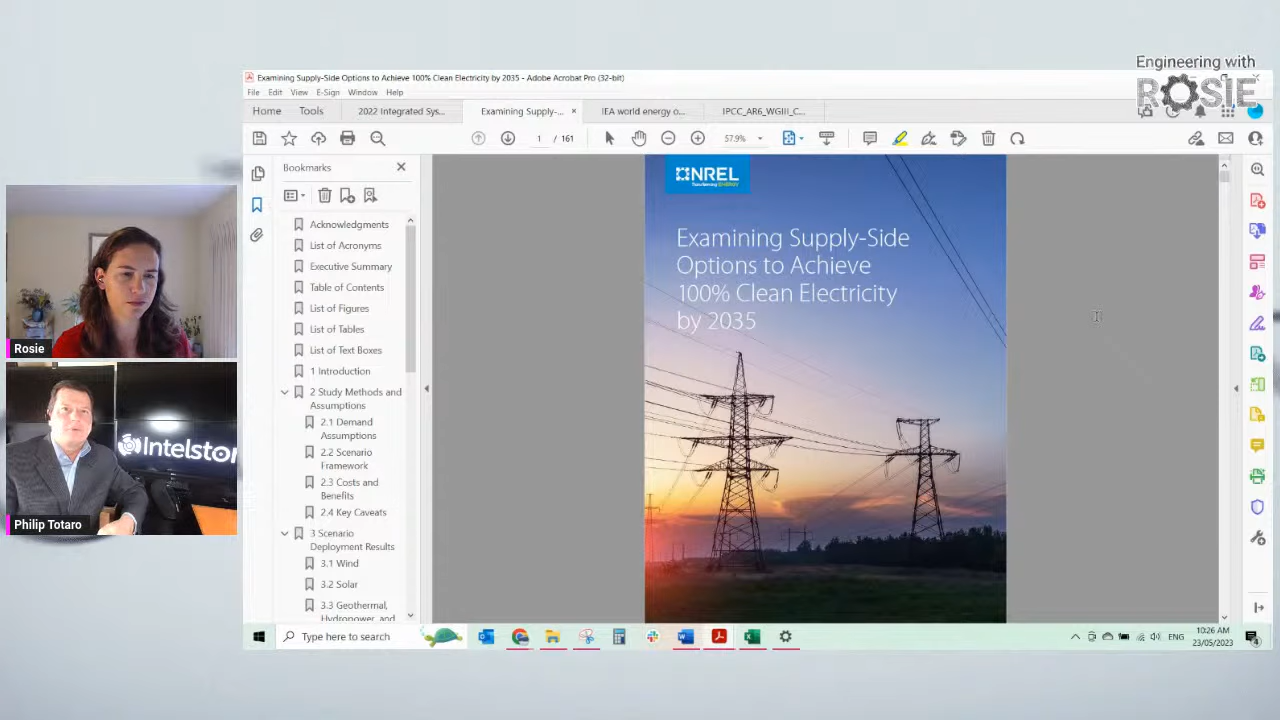 Engineering with
ROSIE
Examining Supply-Side Options to Achieve 100% Clean Electricity by 2035 - Adobe Acrobat Pro (32-bit)
File Edit View E-Sign Window Help
Home Tools 2022 Integrated Sys... Examining Supply-... × IEA world energy o... IPCC_AR6_WGIII_C...
1 / 161 57.9%
Bookmarks
Acknowledgments
List of Acronyms
Executive Summary
Table of Contents
List of Figures
List of Tables
List of Text Boxes
1 Introduction
2 Study Methods and
Assumptions
2.1 Demand
Assumptions
2.2 Scenario
Framework
2.3 Costs and
Benefits
2.4 Key Caveats
3 Scenario
Deployment Results
3.1 Wind
3.2 Solar
3.3 Geothermal,
Hydropower, and
NREL
Transforming ENERGY
Examining Supply-Side
Options to Achieve
100% Clean Electricity
by 2035
Rosie
Intelstor
Philip Totaro
Type here to search
ENG
10:26 AM
23/05/2023